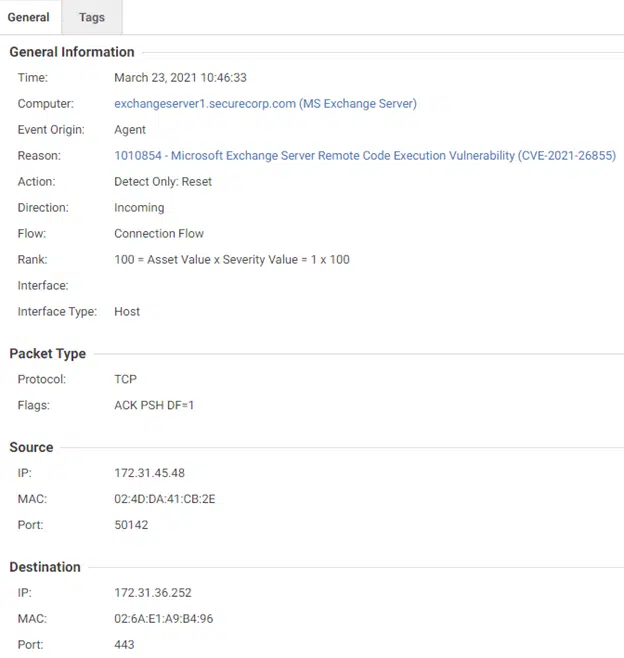 General Tags
General Information
Time: March 23, 2021 10:46:33
Computer: exchangeserver1.securecorp.com (MS Exchange Server)
Event Origin: Agent
Reason: 1010854 - Microsoft Exchange Server Remote Code Execution Vulnerability (CVE-2021-26855)
Action: Detect Only: Reset
Direction: Incoming
Flow: Connection Flow
Rank: 100 = Asset Value x Severity Value = 1 x 100
Interface:
Interface Type: Host
Packet Type
Protocol: TCP
Flags: ACK PSH DF=1
Source
IP: 172.31.45.48
MAC: 02:4D:DA:41:CB:2E
Port: 50142
Destination
IP: 172.31.36.252
MAC: 02:6A:E1:A9:B4:96
Port: 443